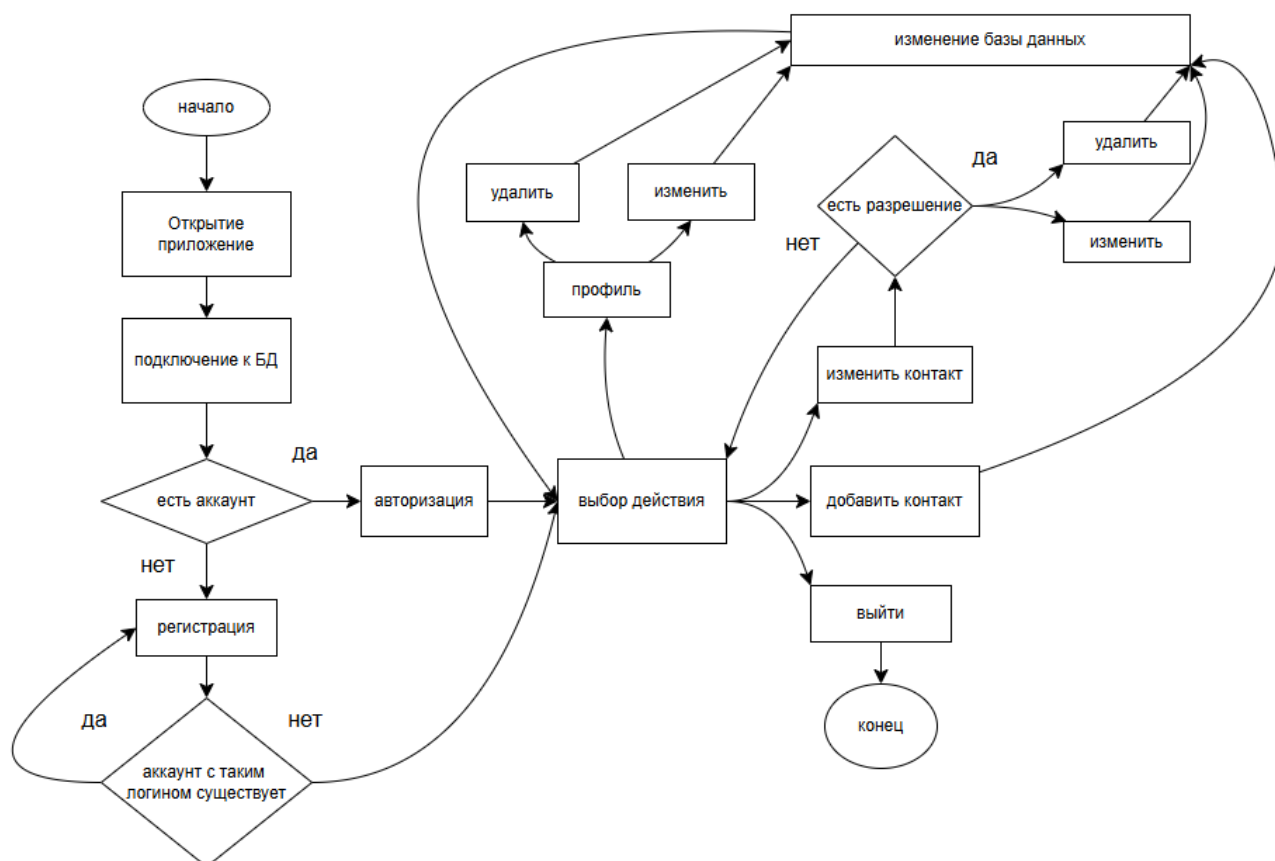 изменение базы данных
начало
удалить
удалить
изменить
есть разрешение
да
Открытие
приложение
изменить
нет
профиль
подключение к БД
изменить контакт
да
есть аккаунт
авторизация
выбор действия
добавить контакт
нет
регистрация
выйти
да
нет
конец
аккаунт с таким
логином существует